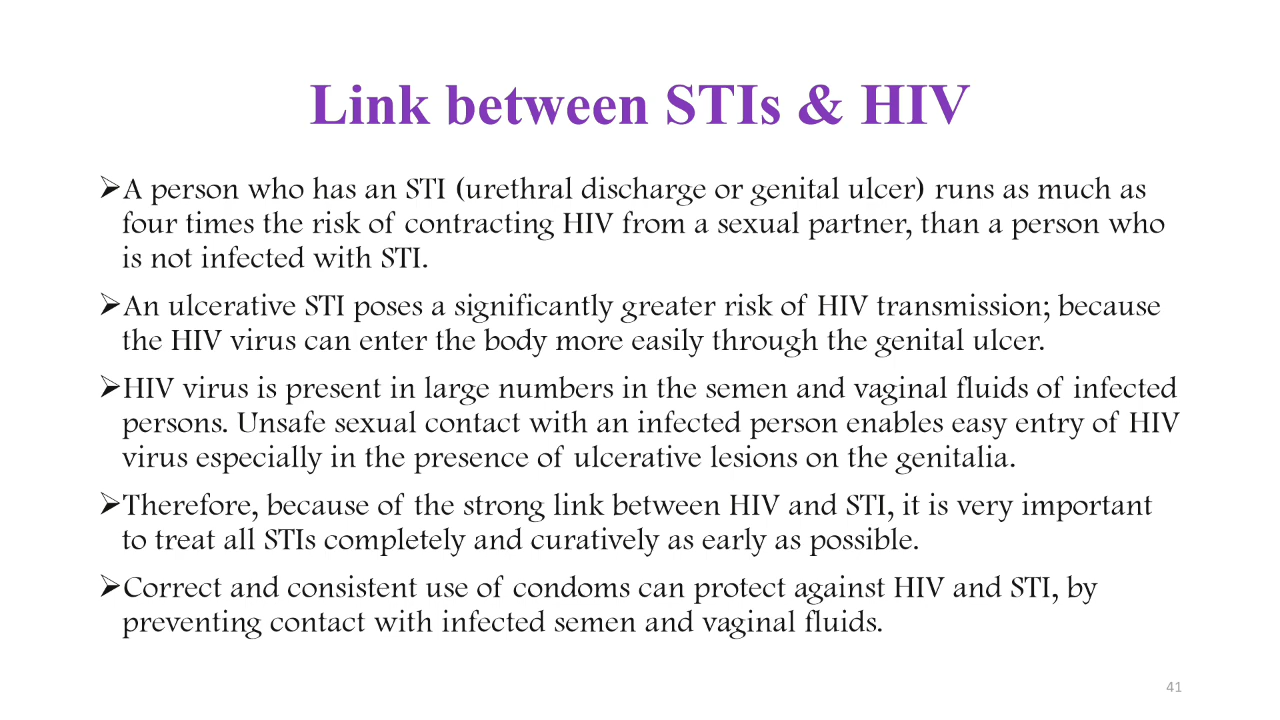 Link between STIs & HIV
➢A person who has an STI (urethral discharge or genital ulcer) runs as much as
four times the risk of contracting HIV from a sexual partner, than a person who
is not infected with STI.
➢An ulcerative STI poses a significantly greater risk of HIV transmission; because
the HIV virus can enter the body more easily through the genital ulcer.
➢HIV virus is present in large numbers in the semen and vaginal fluids of infected
persons. Unsafe sexual contact with an infected person enables easy entry of HIV
virus especially in the presence of ulcerative lesions on the genitalia.
➢Therefore, because of the strong link between HIV and STI, it is very important
to treat all STIs completely and curatively as early as possible.
➢Correct and consistent use of condoms can protect against HIV and STI, by
preventing contact with infected semen and vaginal fluids.
41